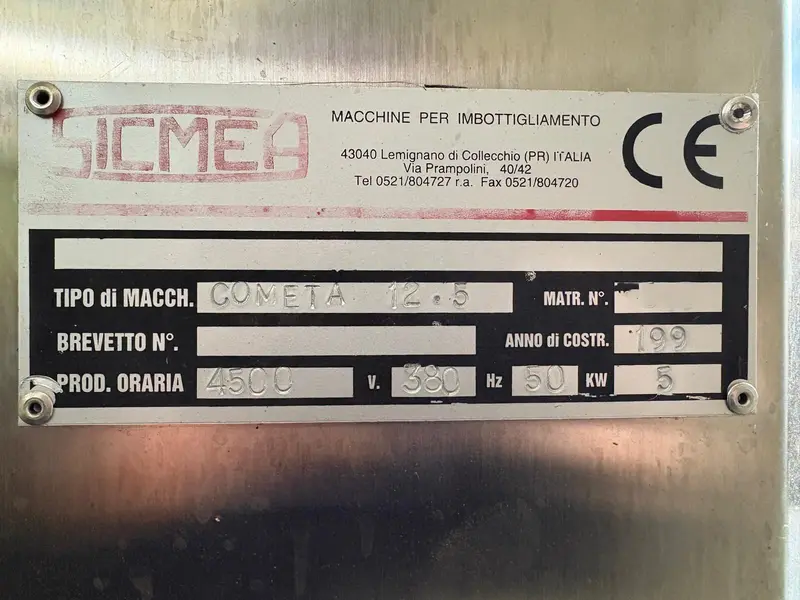 SICMEA
MACCHINE PER IMBOTTIGLIAMENTO
43040 Lemignano di Collecchio (PR) ITALIA
Via Prampolini, 40/42
Tel 0521/804727 r.a. Fax 0521/804720
CE
TIPO di MACCH. COMETA 12.5 MATR. N°.
BREVETTO N°. ANNO di COSTR. 199
PROD. ORARIA 4500 V. 380 Hz 50 KW 5